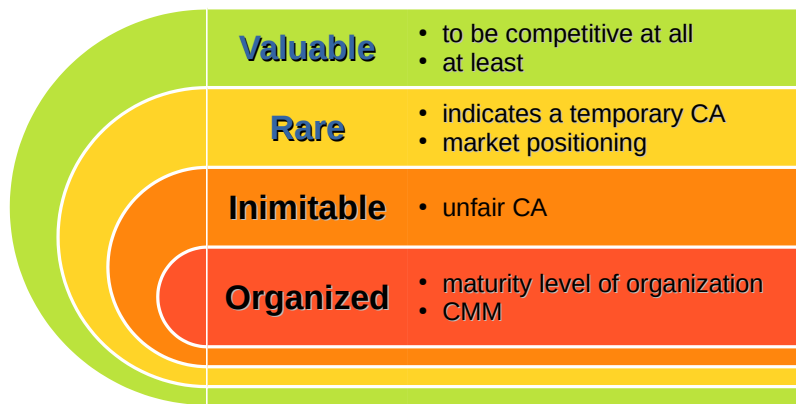 Valuable
• to be competitive at all
• at least
Rare
• indicates a temporary CA
• market positioning
Inimitable
• unfair CA
Organized
• maturity level of organization
• CMM